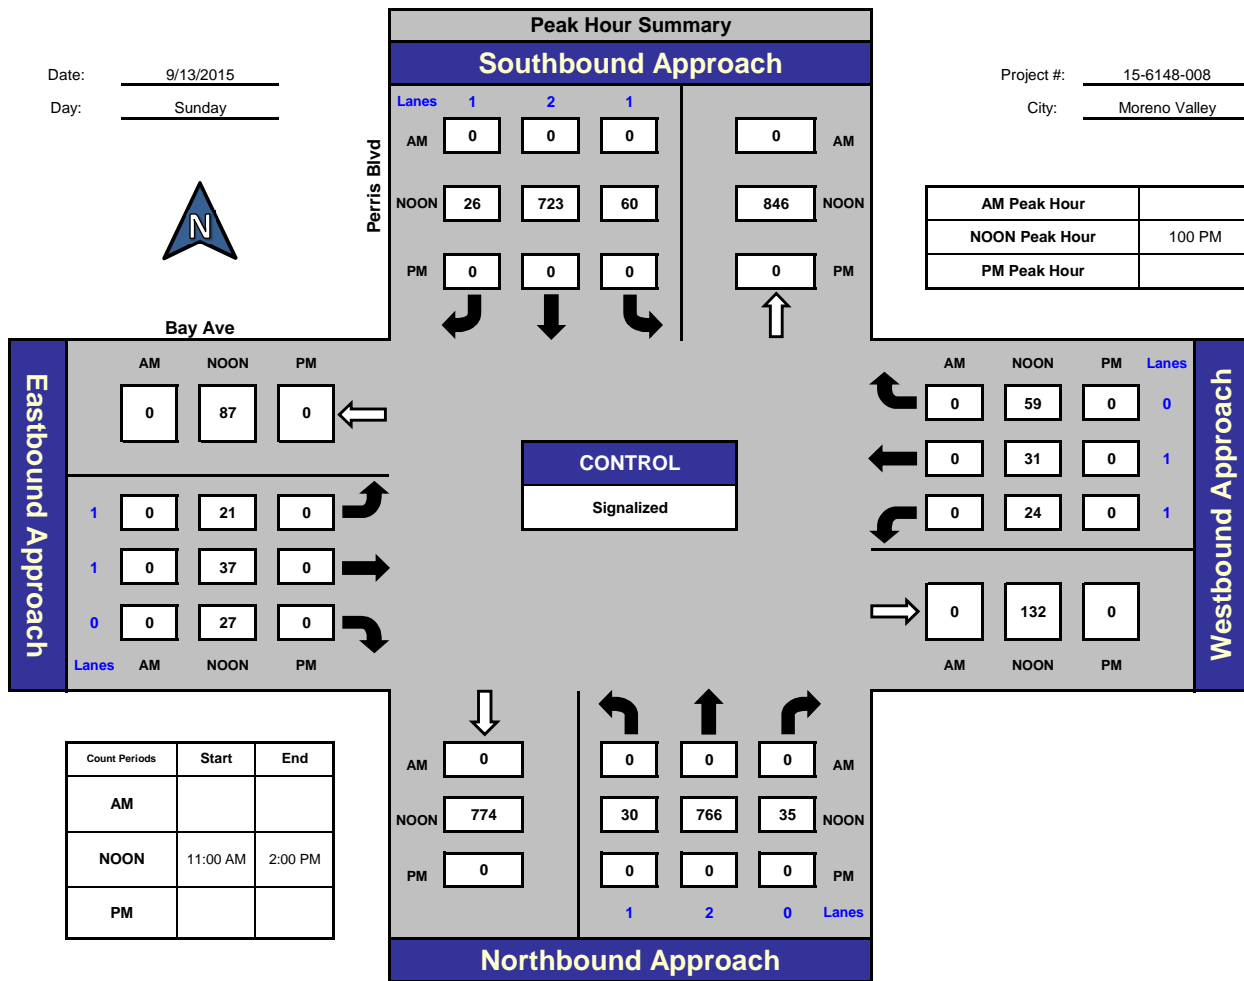 Peak Hour Summary
Southbound Approach
Date: 9/13/2015
Day: Sunday
Project #: 15-6148-008
City: Moreno Valley
N
Perris Blvd
Bay Ave
Lanes 1 2 1
AM 0 0 0 0 AM
NOON 26 723 60 846 NOON
PM 0 0 0 0 PM
AM Peak Hour
NOON Peak Hour 100 PM
PM Peak Hour
Eastbound Approach
AM NOON PM
0 87 0
1 0 21 0
1 0 37 0
0 0 27 0
Lanes AM NOON PM
CONTROL
Signalized
Westbound Approach
AM NOON PM Lanes
0 59 0 0
0 31 0 1
0 24 0 1
0 132 0
AM NOON PM
Count Periods Start End
AM
NOON 11:00 AM 2:00 PM
PM
AM 0 0 0 0 AM
NOON 774 30 766 35 NOON
PM 0 0 0 0 PM
1 2 0 Lanes
Northbound Approach